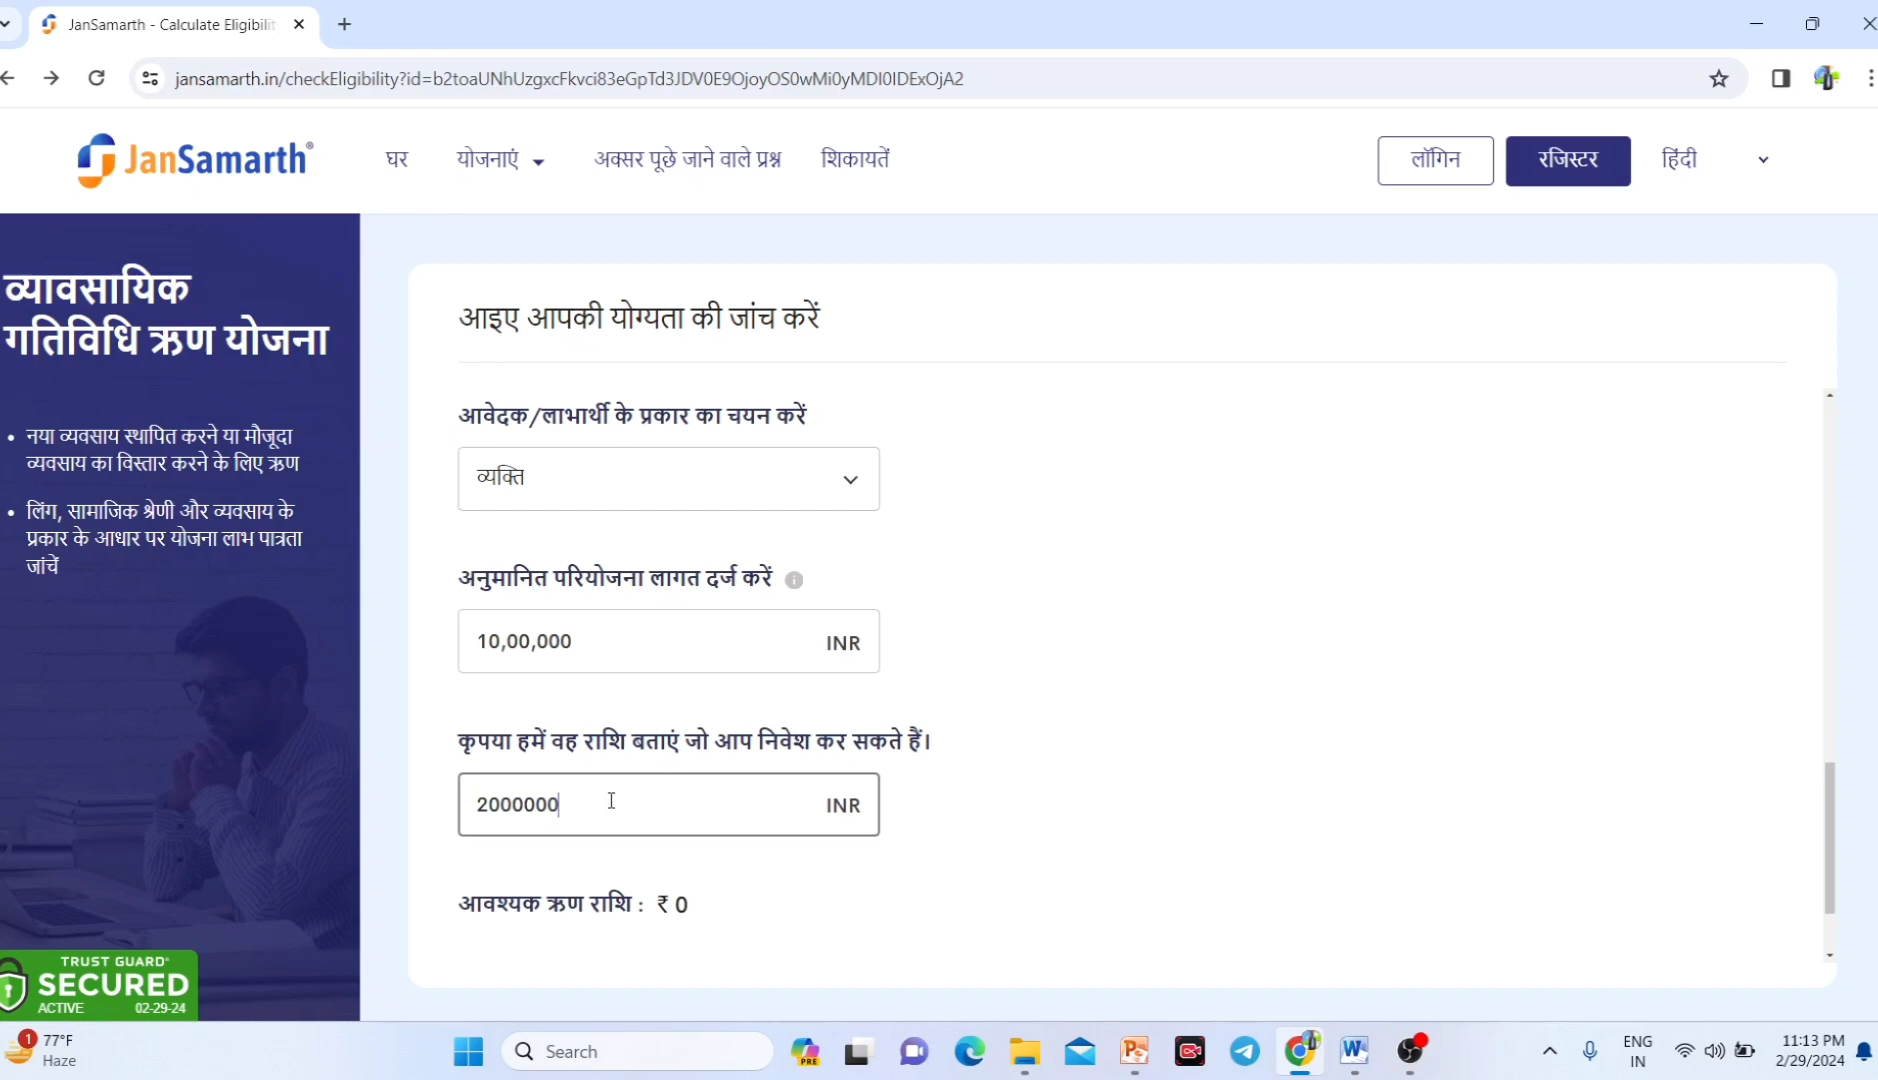 JanSamarth - Calculate Eligibilit
jansamarth.in/checkEligibility?id=b2toaUNhUzgxcFkvci83eGpTd3JDV0E9OjoyOS0wMi0yMDI0IDExOjA2
JanSamarth®
घर
योजनाएं
अक्सर पूछे जाने वाले प्रश्न
शिकायतें
लॉगिन
रजिस्टर
हिंदी
व्यावसायिक
गतिविधि ऋण योजना
• नया व्यवसाय स्थापित करने या मौजूदा
व्यवसाय का विस्तार करने के लिए ऋण
• लिंग, सामाजिक श्रेणी और व्यवसाय के
प्रकार के आधार पर योजना लाभ पात्रता
जांचें
आइए आपकी योग्यता की जांच करें
आवेदक/लाभार्थी के प्रकार का चयन करें
व्यक्ति
अनुमानित परियोजना लागत दर्ज करें
10,00,000 INR
कृपया हमें वह राशि बताएं जो आप निवेश कर सकते हैं।
2000000 INR
आवश्यक ऋण राशि : ₹ 0
TRUST GUARD
SECURED
ACTIVE 02-29-24
1
77°F
Haze
Search
PRE
ENG
IN
11:13 PM
2/29/2024